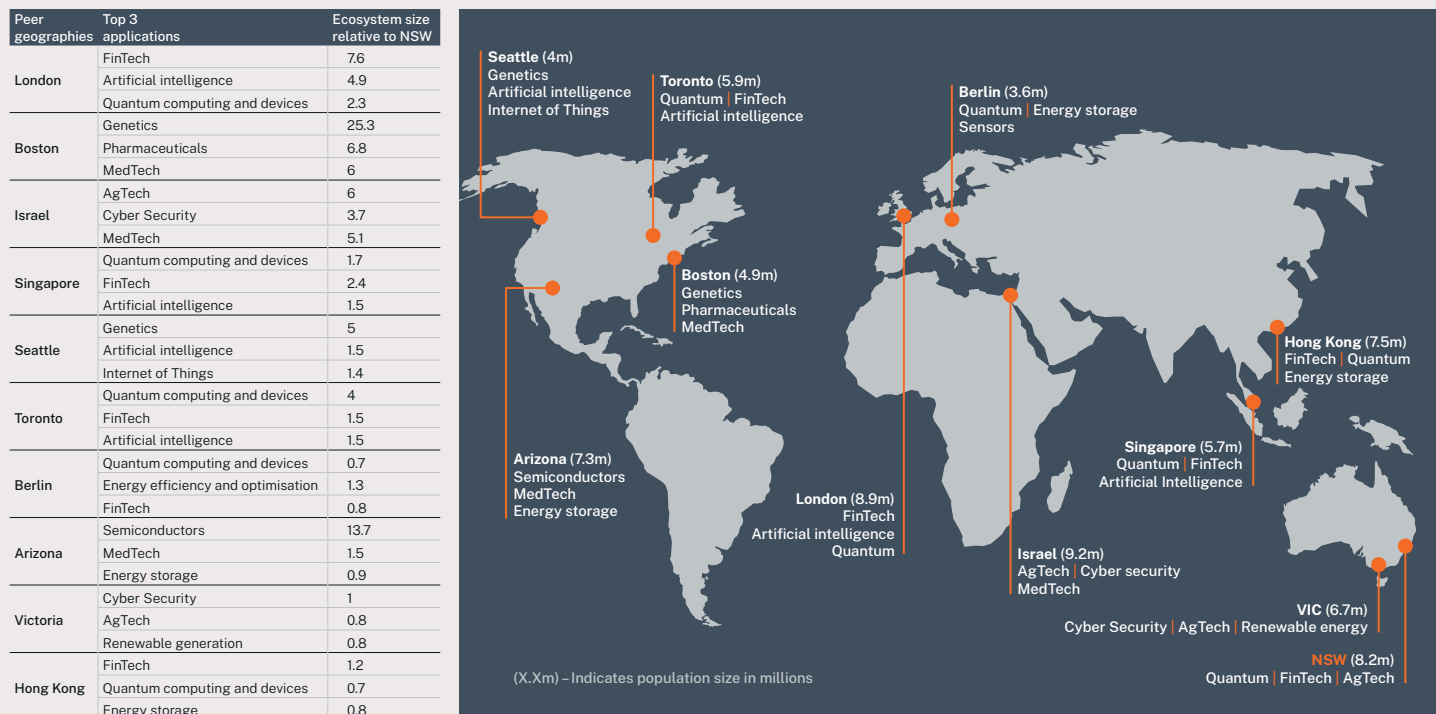 Peer geographies Top 3 applications Ecosystem size relative to NSW
London
FinTech 7.6
Artificial intelligence 4.9
Quantum computing and devices 2.3
Boston
Genetics 25.3
Pharmaceuticals 6.8
MedTech 6
Israel
AgTech 6
Cyber Security 3.7
MedTech 5.1
Singapore
Quantum computing and devices 1.7
FinTech 2.4
Artificial intelligence 1.5
Seattle
Genetics 5
Artificial intelligence 1.5
Internet of Things 1.4
Toronto
Quantum computing and devices 4
FinTech 1.5
Artificial intelligence 1.5
Berlin
Quantum computing and devices 0.7
Energy efficiency and optimisation 1.3
FinTech 0.8
Arizona
Semiconductors 13.7
MedTech 1.5
Energy storage 0.9
Victoria
Cyber Security 1
AgTech 0.8
Renewable generation 0.8
Hong Kong
FinTech 1.2
Quantum computing and devices 0.7
Energy storage 0.8
Seattle (4m)
Genetics
Artificial intelligence
Internet of Things
Toronto (5.9m)
Quantum | FinTech
Artificial intelligence
Berlin (3.6m)
Quantum | Energy storage
Sensors
Boston (4.9m)
Genetics
Pharmaceuticals
MedTech
Hong Kong (7.5m)
FinTech | Quantum
Energy storage
Arizona (7.3m)
Semiconductors
MedTech
Energy storage
Singapore (5.7m)
Quantum | FinTech
Artificial Intelligence
London (8.9m)
FinTech
Artificial intelligence
Quantum
Israel (9.2m)
AgTech | Cyber security
MedTech
VIC (6.7m)
Cyber Security | AgTech | Renewable energy
NSW (8.2m)
Quantum | FinTech | AgTech
(X.Xm) – Indicates population size in millions